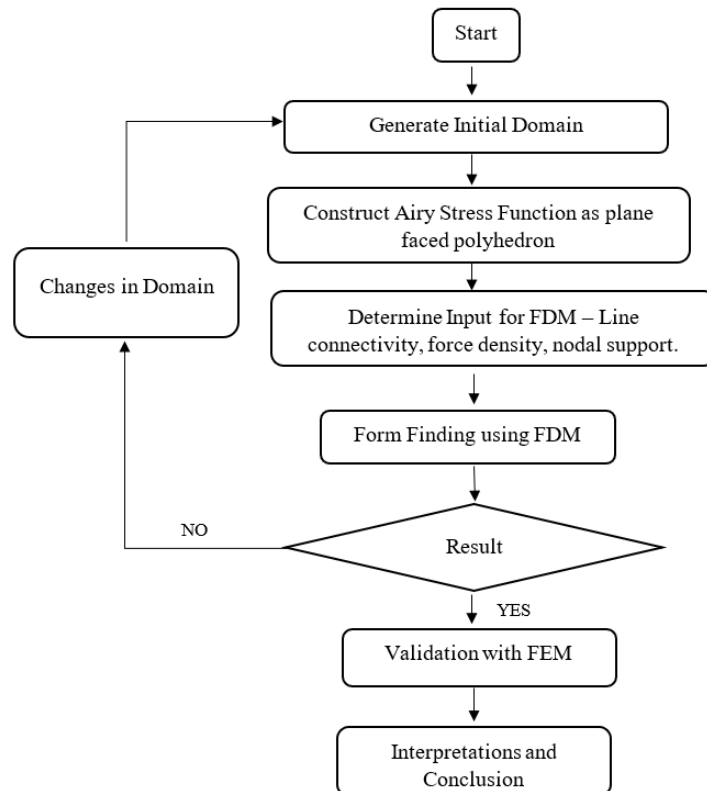 Start
Generate Initial Domain
Construct Airy Stress Function as plane
faced polyhedron
Changes in Domain
Determine Input for FDM – Line
connectivity, force density, nodal support.
Form Finding using FDM
NO
Result
YES
Validation with FEM
Interpretations and
Conclusion